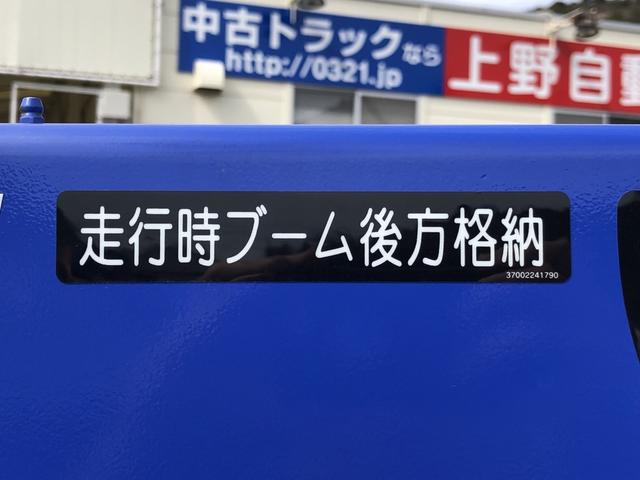 中古トラックなら
http://0321.jp
上野自
走行時ブーム後方格納
37002241790